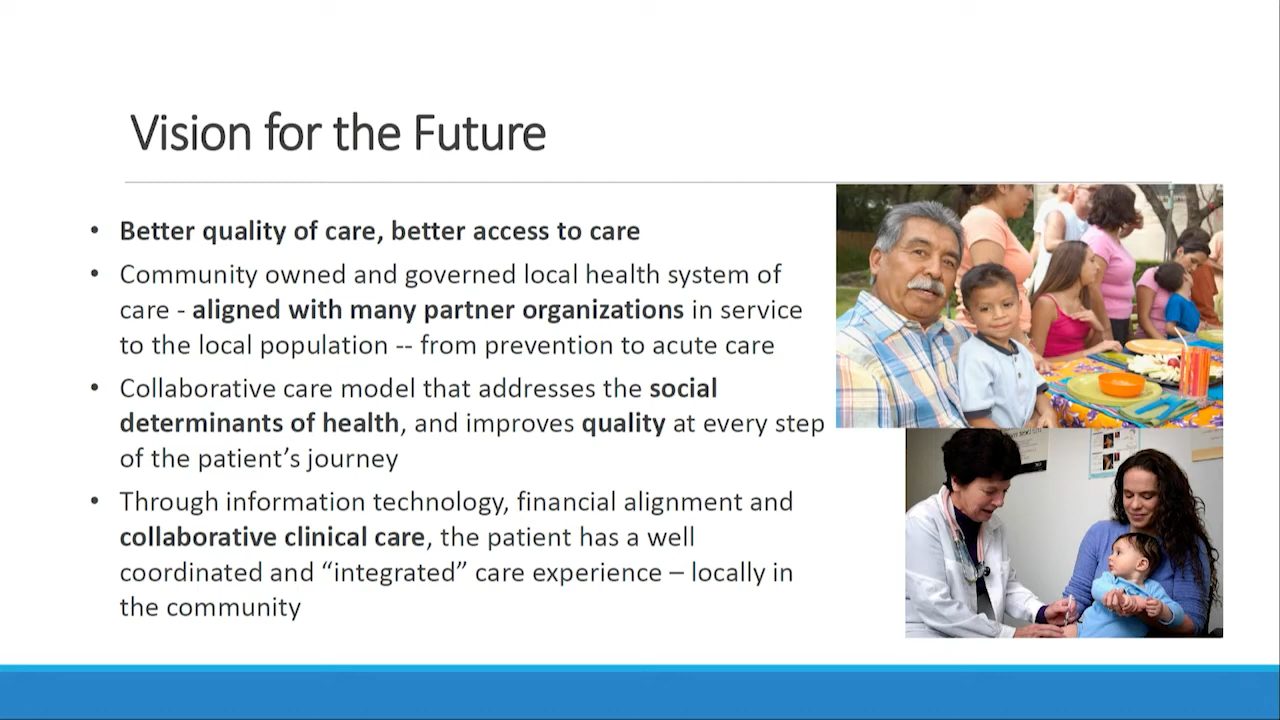 Vision for the Future
• Better quality of care, better access to care
• Community owned and governed local health system of
care - aligned with many partner organizations in service
to the local population -- from prevention to acute care
• Collaborative care model that addresses the social
determinants of health, and improves quality at every step
of the patient’s journey
• Through information technology, financial alignment and
collaborative clinical care, the patient has a well
coordinated and “integrated” care experience – locally in
the community